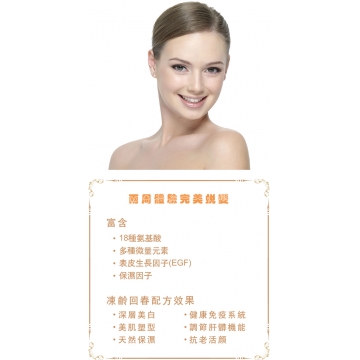 兩周體驗完美蛻變
富含
• 18種氨基酸
• 多種微量元素
• 表皮生長因子(EGF)
• 保濕因子
凍齡回春配方效果
• 深層美白 • 健康免疫系統
• 美肌塑型 • 調節肝體機能
• 天然保濕 • 抗老活顏